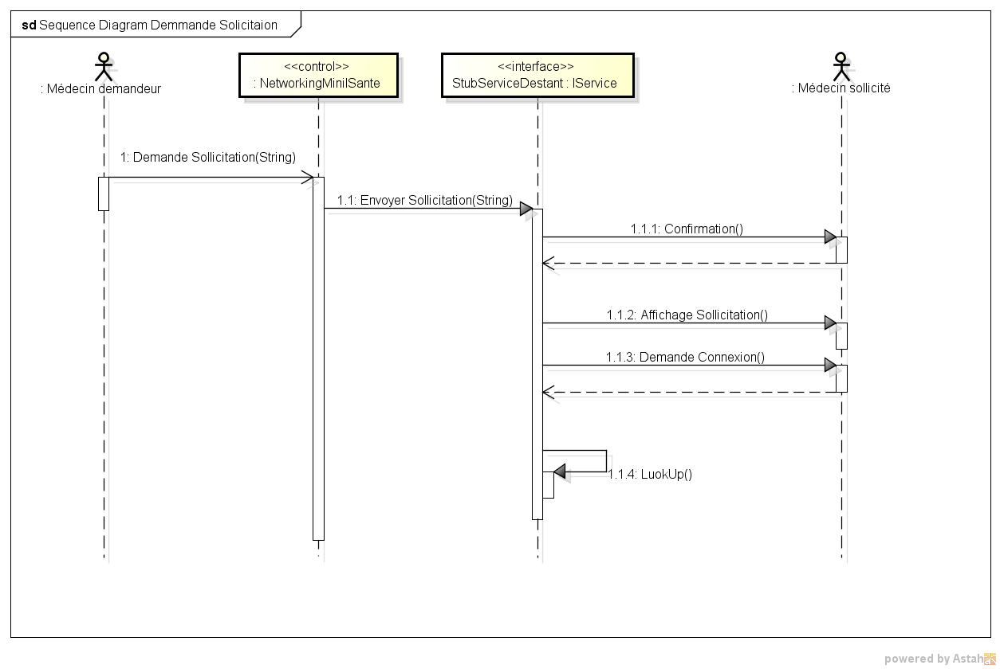 sd Sequence Diagram Demmande Solicitaion
: Médecin demandeur
<<control>>
: NetworkingMiniISante
<<interface>>
StubServiceDestant : IService
: Médecin sollicité
1: Demande Sollicitation(String)
1.1: Envoyer Sollicitation(String)
1.1.1: Confirmation()
1.1.2: Affichage Sollicitation()
1.1.3: Demande Connexion()
1.1.4: LuokUp()
powered by Astah